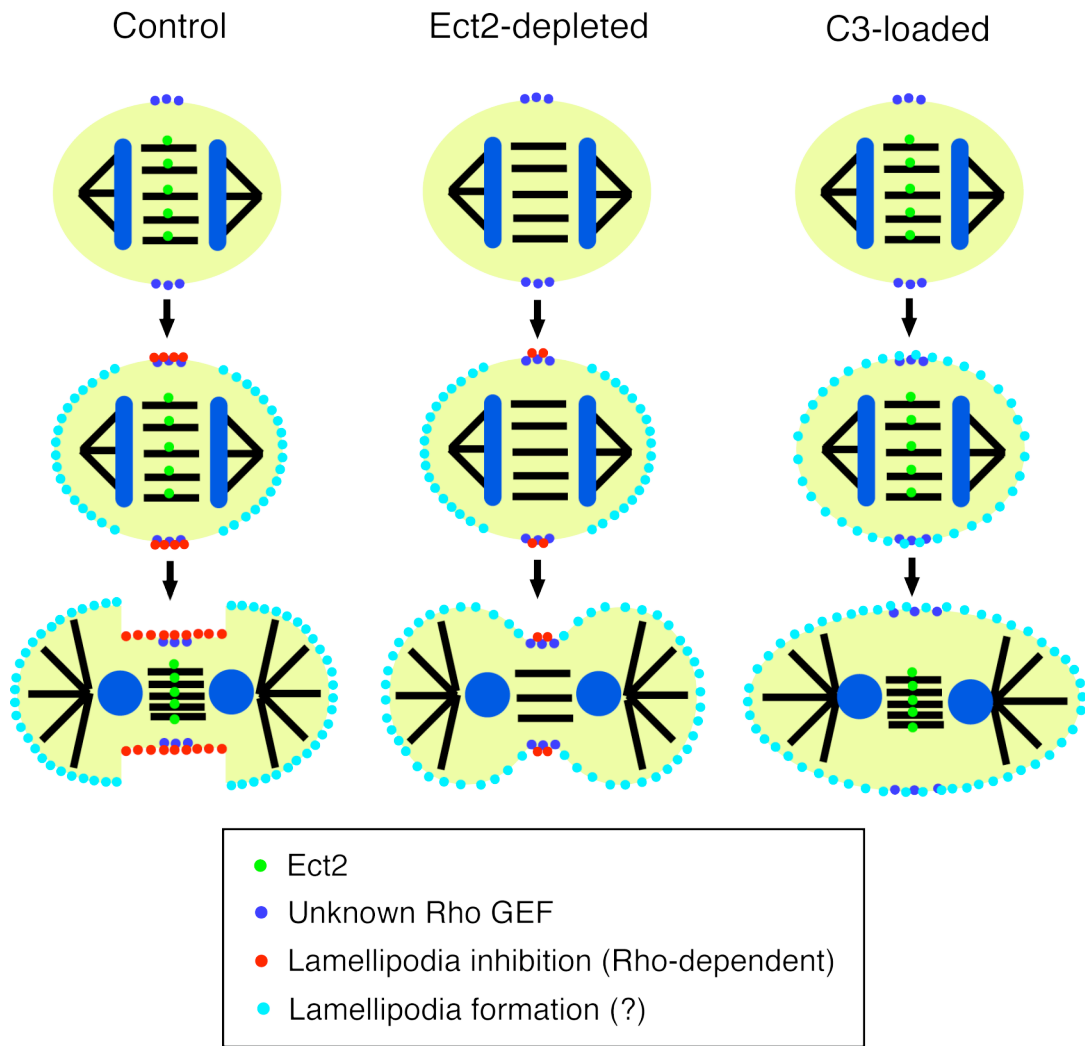 Control
Ect2-depleted
C3-loaded
Ect2
Unknown Rho GEF
Lamellipodia inhibition (Rho-dependent)
Lamellipodia formation (?)